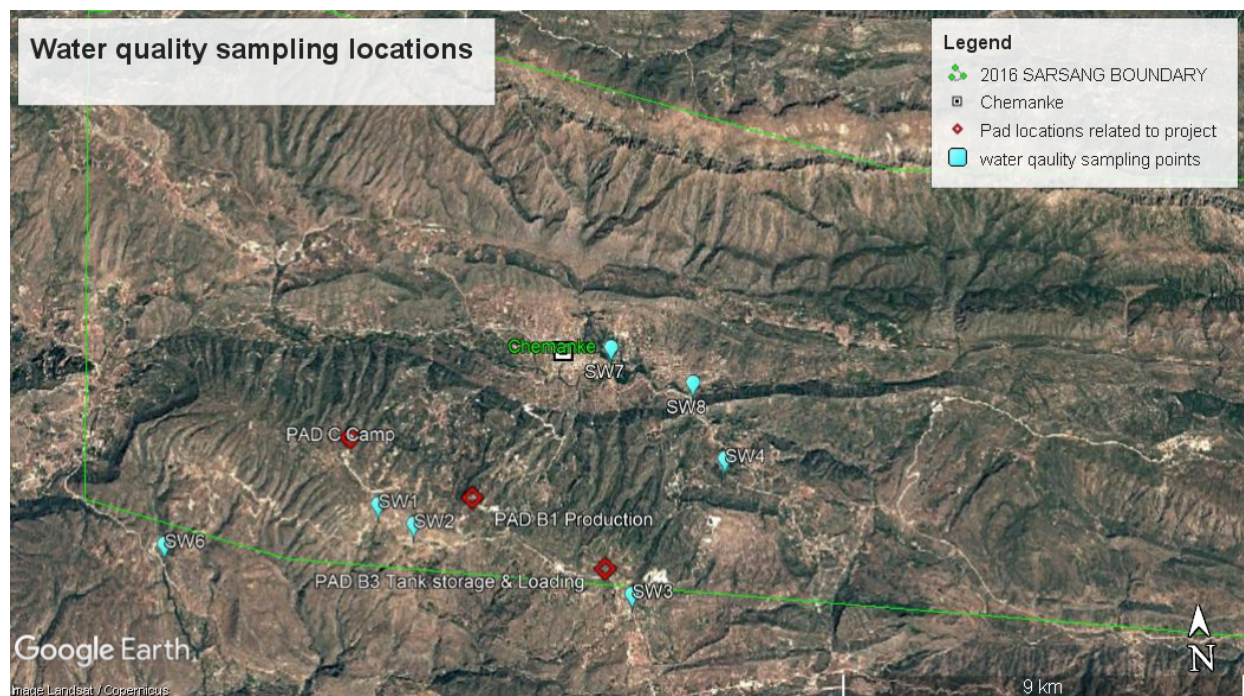 Water quality sampling locations
Legend
2016 SARSANG BOUNDARY
Chemanke
Pad locations related to project
water qaulity sampling points
Chemanke
SW7
SW8
PAD C Camp
SW4
SW1
SW2
PAD B1 Production
SW6
PAD B3 Tank storage & Loading
SW3
Google Earth
N
Image Landsat / Copernicus
9 km